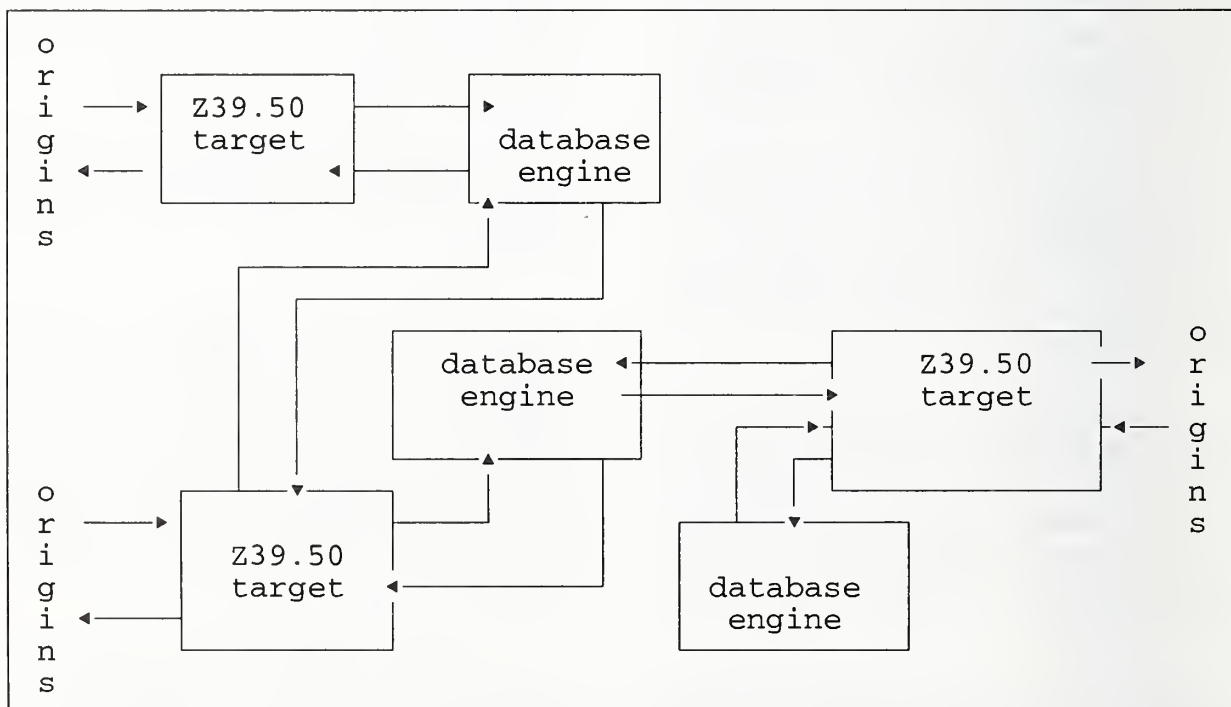 origins
Z39.50
target
database
engine
database
engine
Z39.50
target
origins
origins
Z39.50
target
database
engine